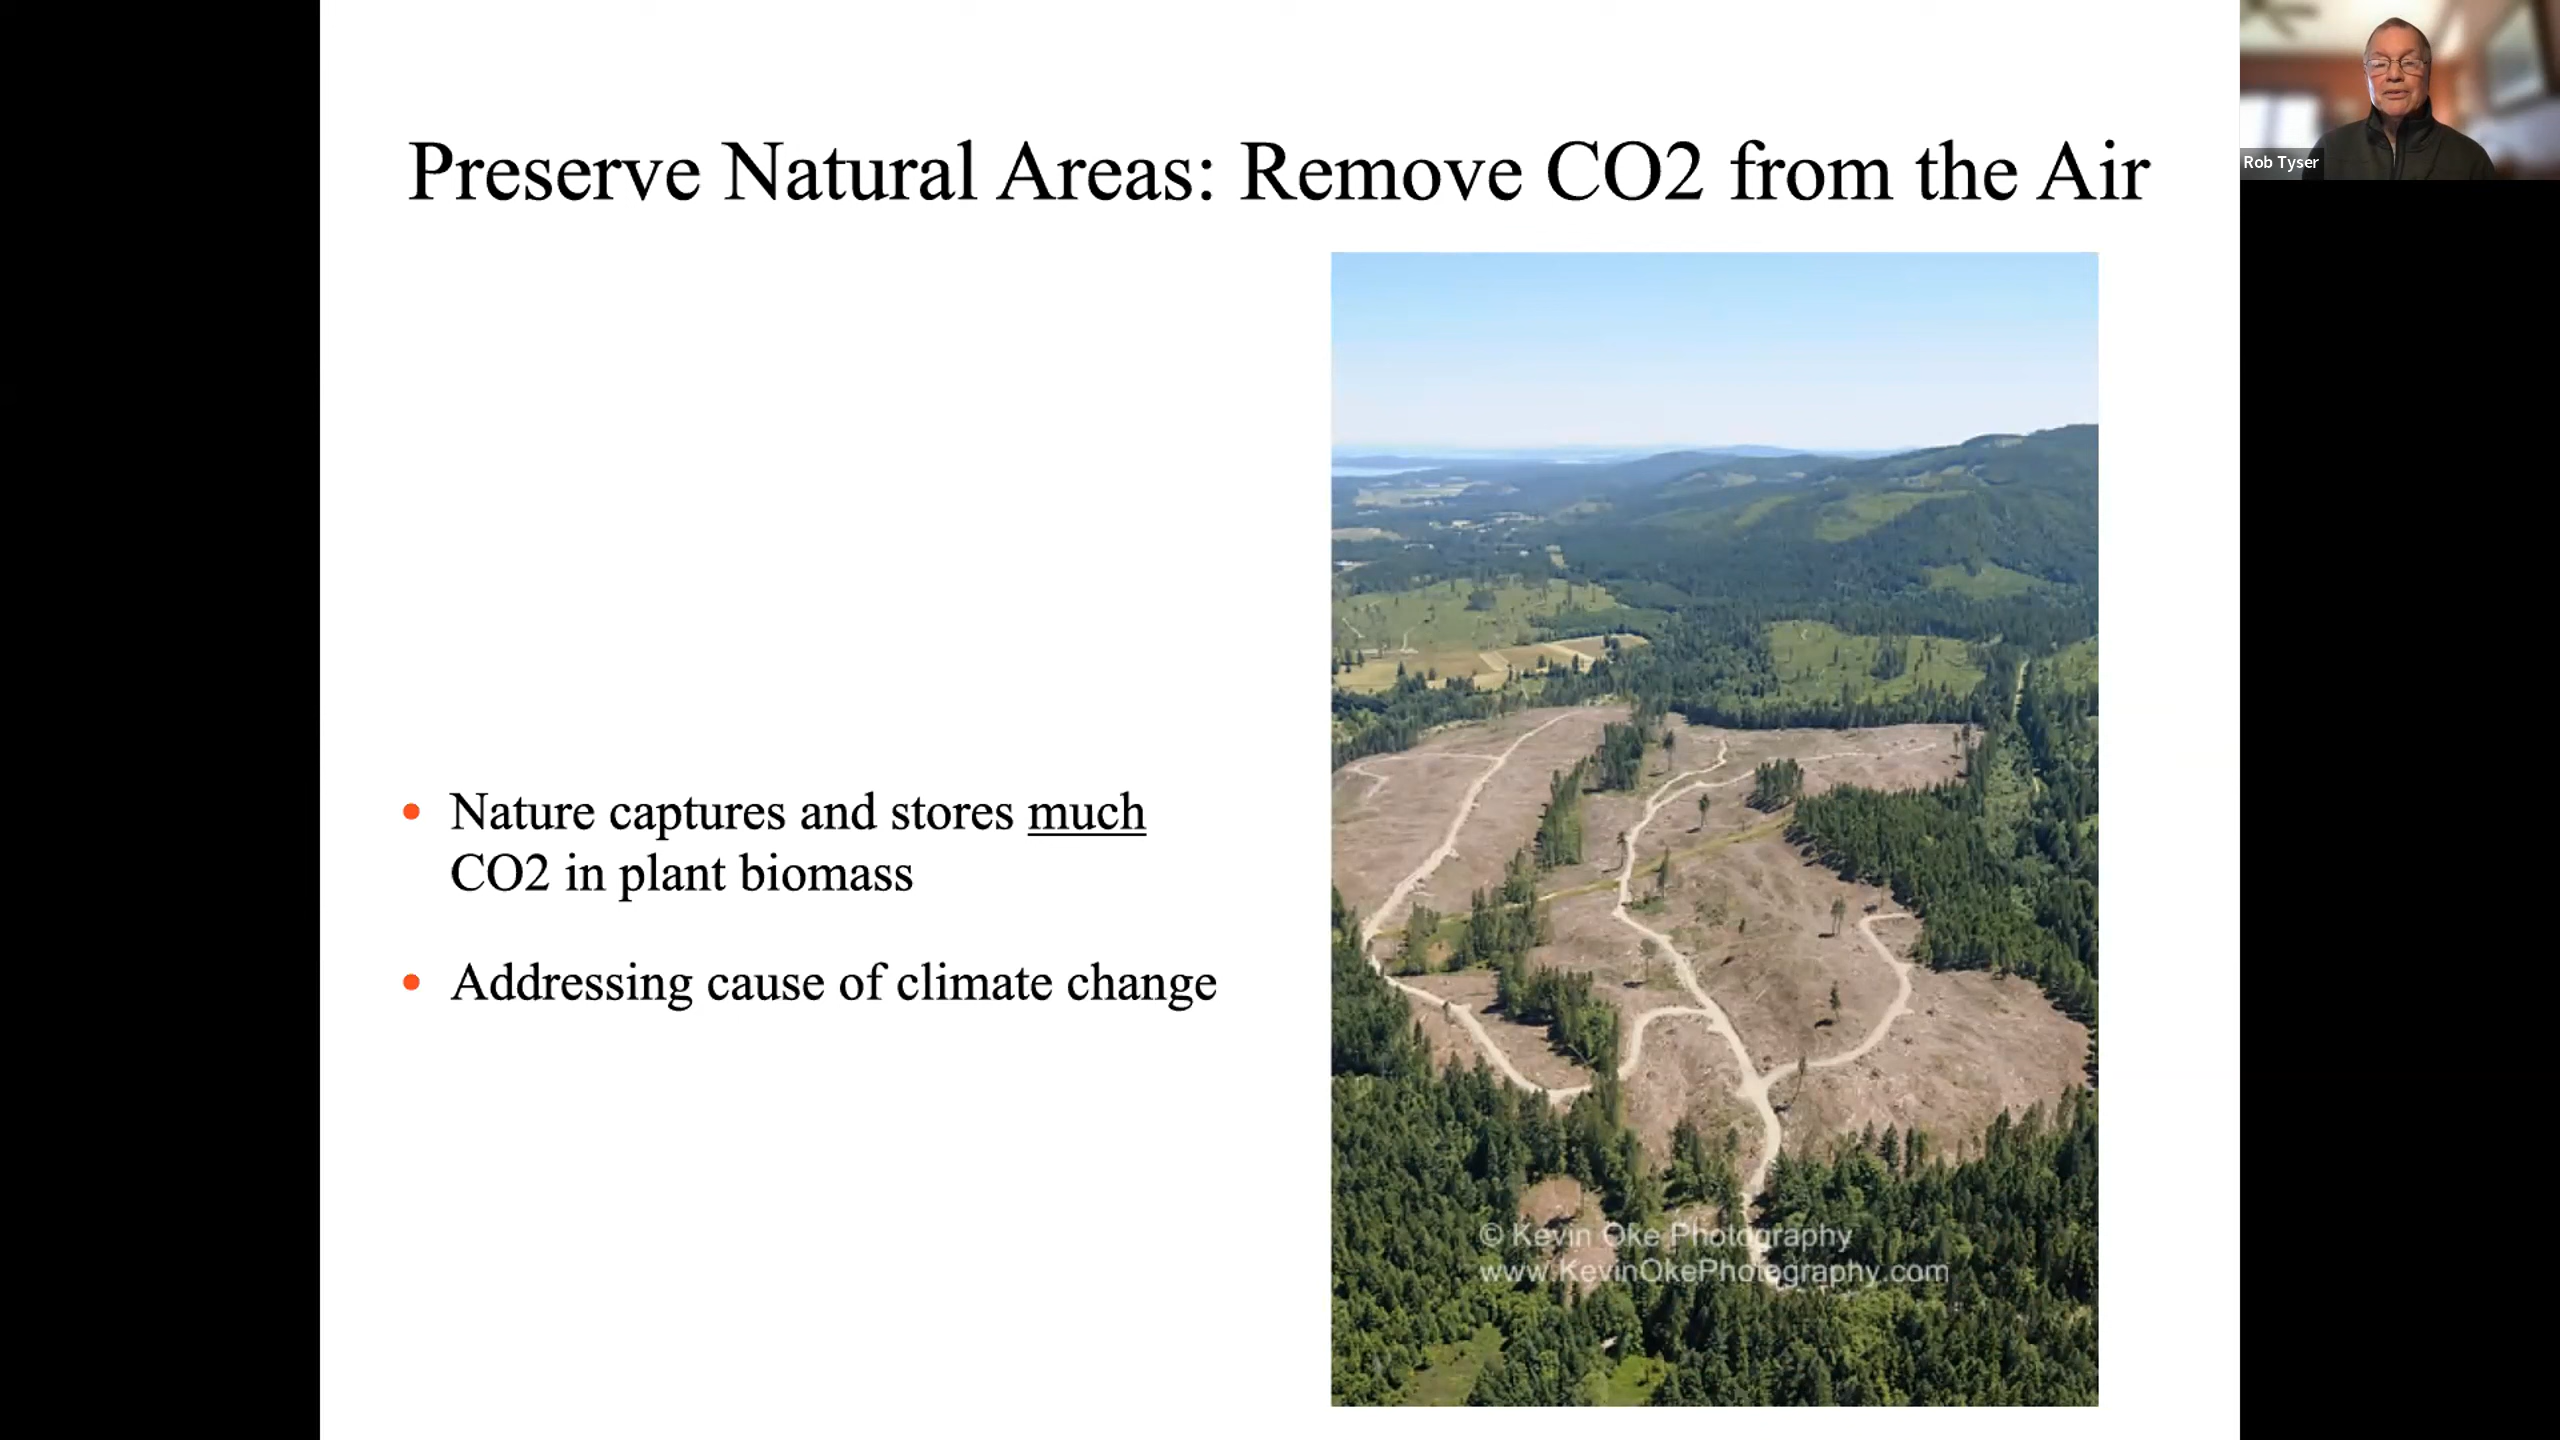 Preserve Natural Areas: Remove CO2 from the Air
Rob Tyser
• Nature captures and stores much
CO2 in plant biomass
• Addressing cause of climate change
© Kevin Oke Photography
www.KevinOkePhotography.com